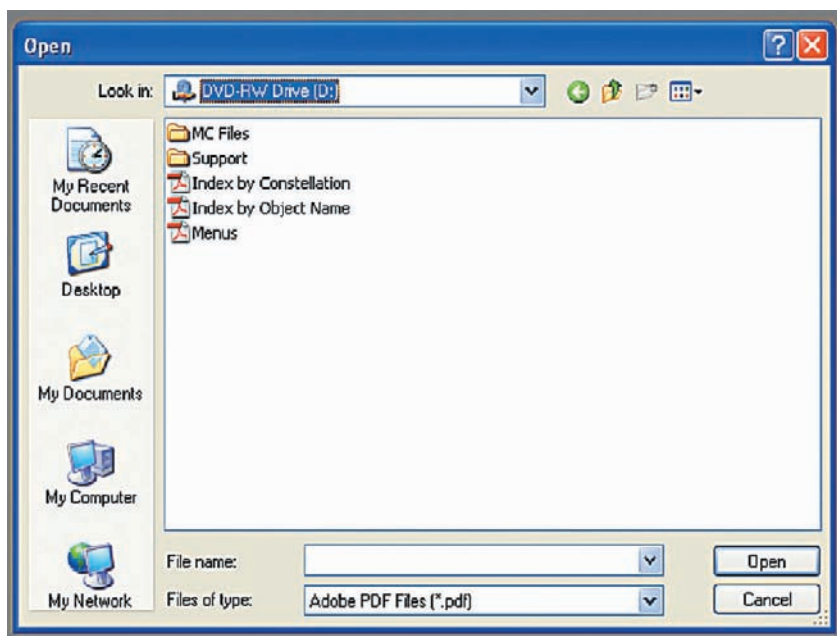 Open
Look in: DVD-RW Drive (D:)
My Recent
Documents
Desktop
My Documents
My Computer
My Network
MC Files
Support
Index by Constellation
Index by Object Name
Menus
File name:
Open
Files of type: Adobe PDF Files (*.pdf)
Cancel